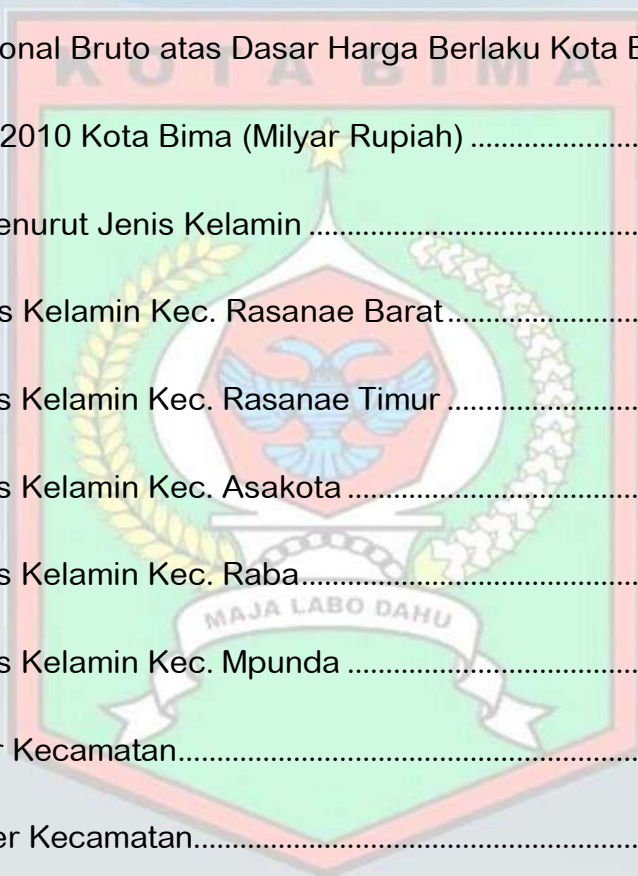 onal Bruto atas Dasar Harga Berlaku Kota B
KOTA BIMA
2010 Kota Bima (Milyar Rupiah) ....................
enurut Jenis Kelamin ..........................................
s Kelamin Kec. Rasanae Barat ........................
s Kelamin Kec. Rasanae Timur ........................
s Kelamin Kec. Asakota .....................................
s Kelamin Kec. Raba...........................................
MAJA LABO DAHU
s Kelamin Kec. Mpunda .....................................
r Kecamatan...........................................................
er Kecamatan.........................................................